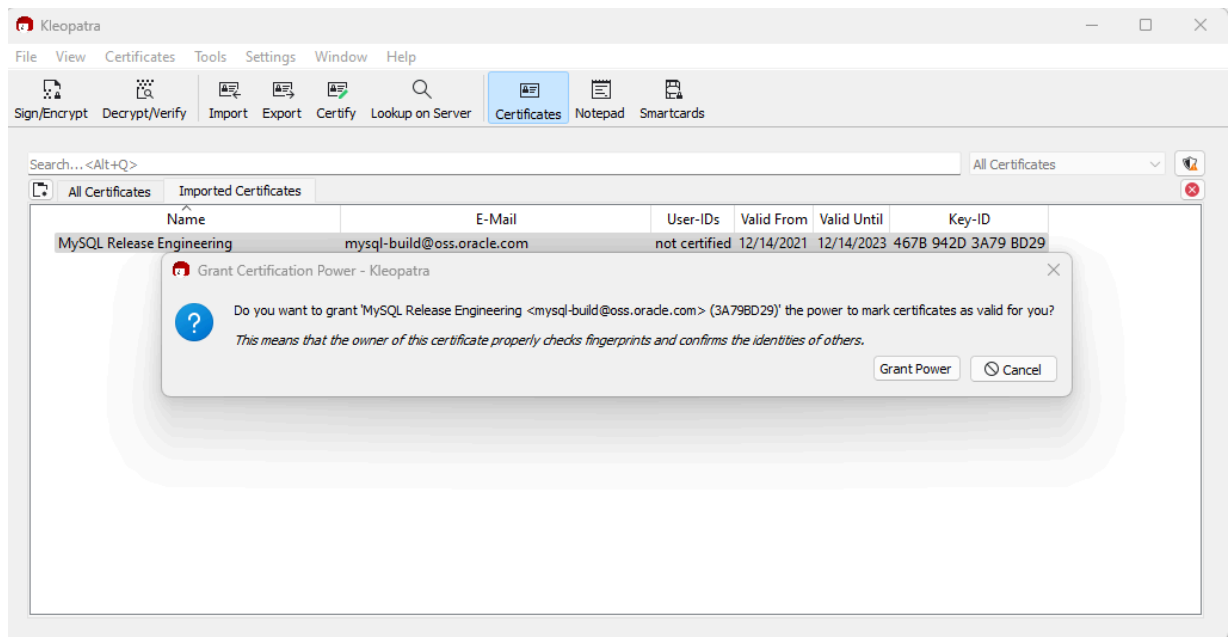 Kleopatra
File View Certificates Tools Settings Window Help
Sign/Encrypt Decrypt/Verify Import Export Certify Lookup on Server Certificates Notepad Smartcards
Search...<Alt+Q> All Certificates
All Certificates Imported Certificates
Name E-Mail User-IDs Valid From Valid Until Key-ID
MySQL Release Engineering mysql-build@oss.oracle.com not certified 12/14/2021 12/14/2023 467B 942D 3A79 BD29
Grant Certification Power - Kleopatra
Do you want to grant 'MySQL Release Engineering <mysql-build@oss.oracle.com> (3A79BD29)' the power to mark certificates as valid for you?
This means that the owner of this certificate properly checks fingerprints and confirms the identities of others.
Grant Power Cancel